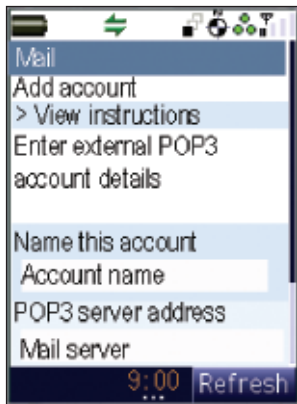 Mail
Add account
> View instructions
Enter external POP3
account details
Name this account
Account name
POP3 server address
Mail server
9:00 Refresh